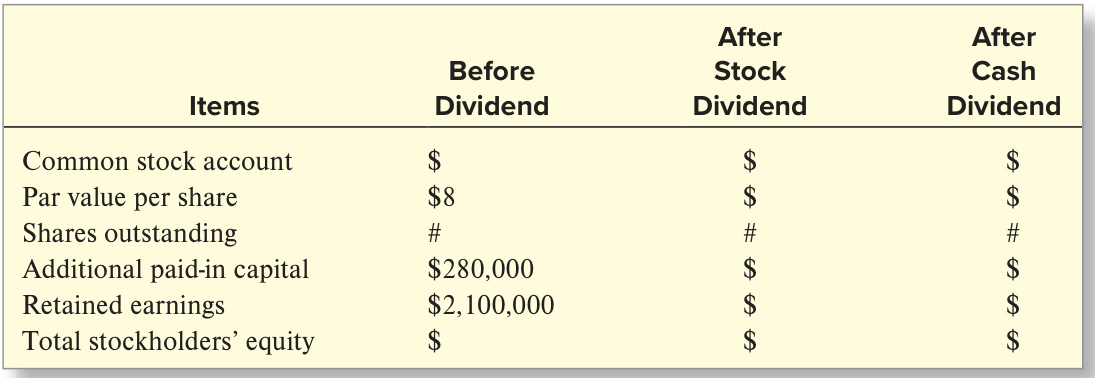 After After
Before Stock Cash
Items Dividend Dividend Dividend
Common stock account $ $ $
Par value per share $8 $ $
Shares outstanding # # #
Additional paid-in capital $280,000 $ $
Retained earnings $2,100,000 $ $
Total stockholders’ equity $ $ $